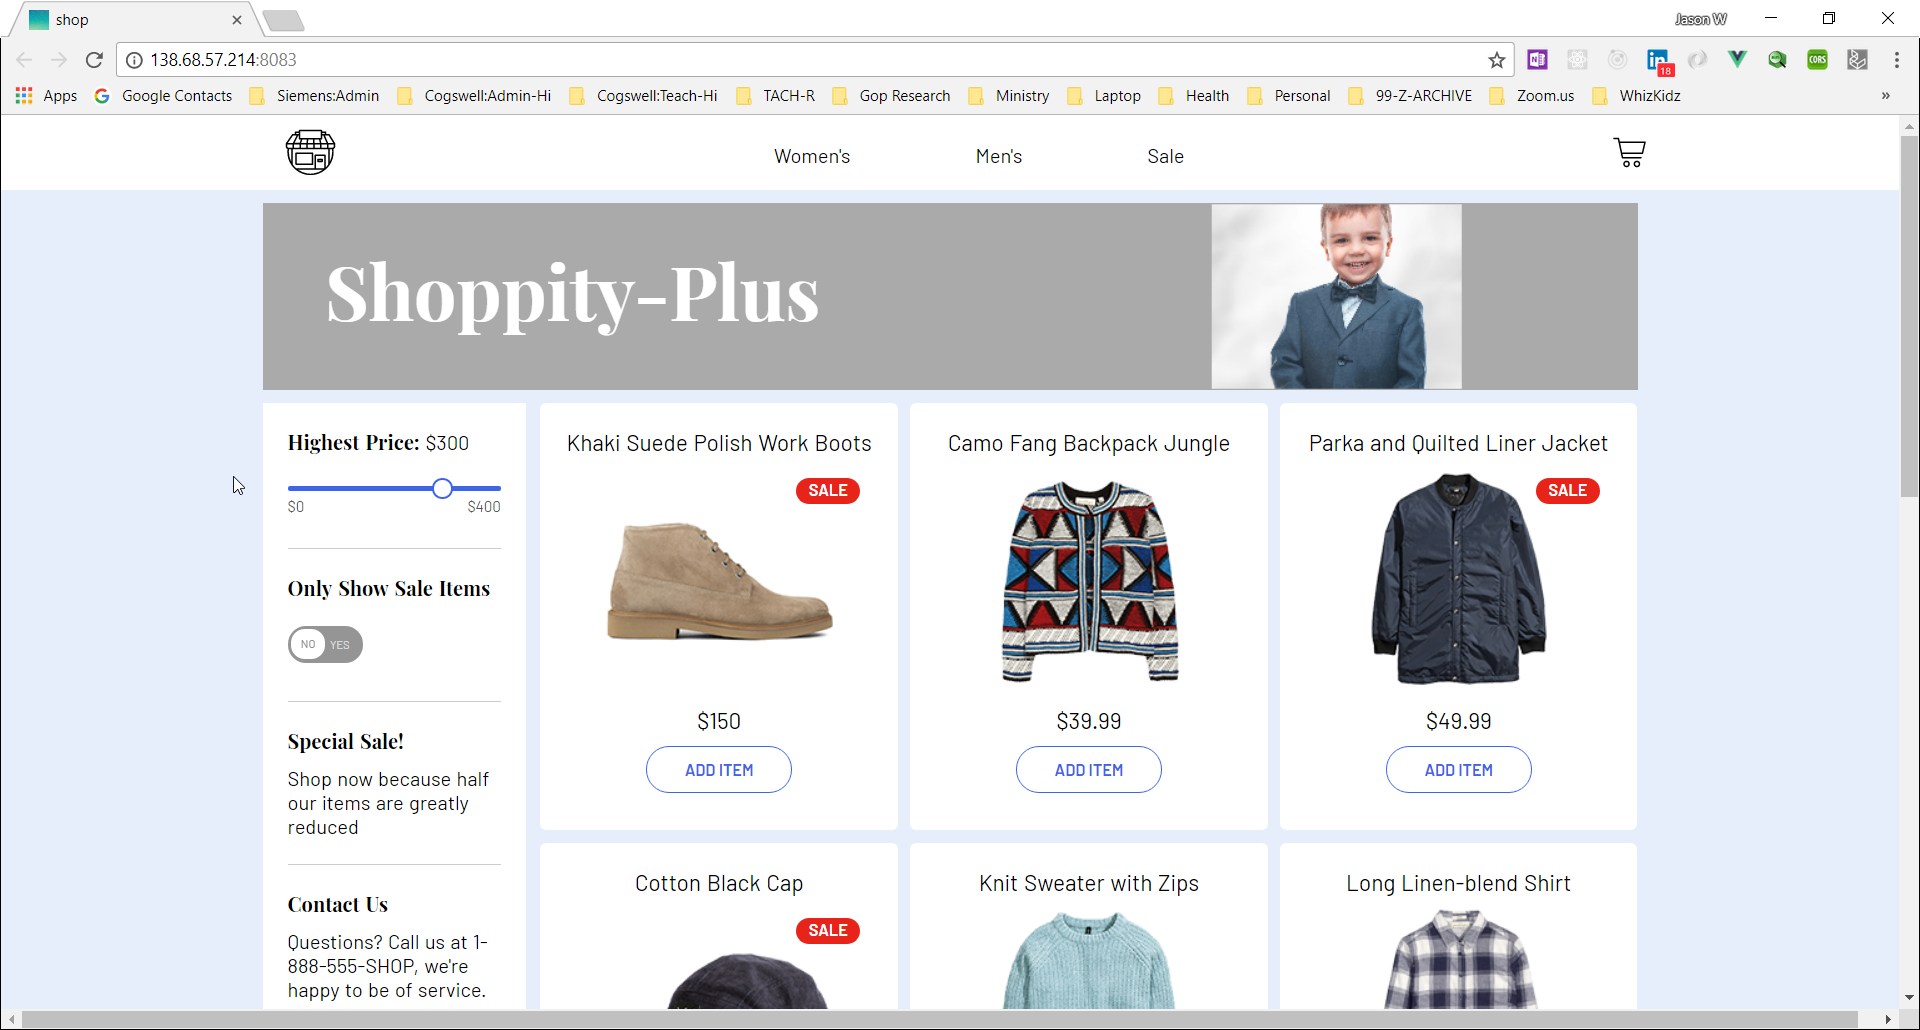 shop
Jason W
138.68.57.214:8083
18
CORS
Apps
Google Contacts
Siemens:Admin
Cogswell:Admin-Hi
Cogswell:Teach-Hi
TACH-R
Gop Research
Ministry
Laptop
Health
Personal
99-Z-ARCHIVE
Zoom.us
WhizKidz
»
Women's
Men's
Sale
Shoppity-Plus
Highest Price: $300
$0
$400
Only Show Sale Items
NO
YES
Special Sale!
Shop now because half
our items are greatly
reduced
Contact Us
Questions? Call us at 1-
888-555-SHOP, we're
happy to be of service.
Khaki Suede Polish Work Boots
SALE
$150
ADD ITEM
Camo Fang Backpack Jungle
$39.99
ADD ITEM
Parka and Quilted Liner Jacket
SALE
$49.99
ADD ITEM
Cotton Black Cap
SALE
Knit Sweater with Zips
Long Linen-blend Shirt